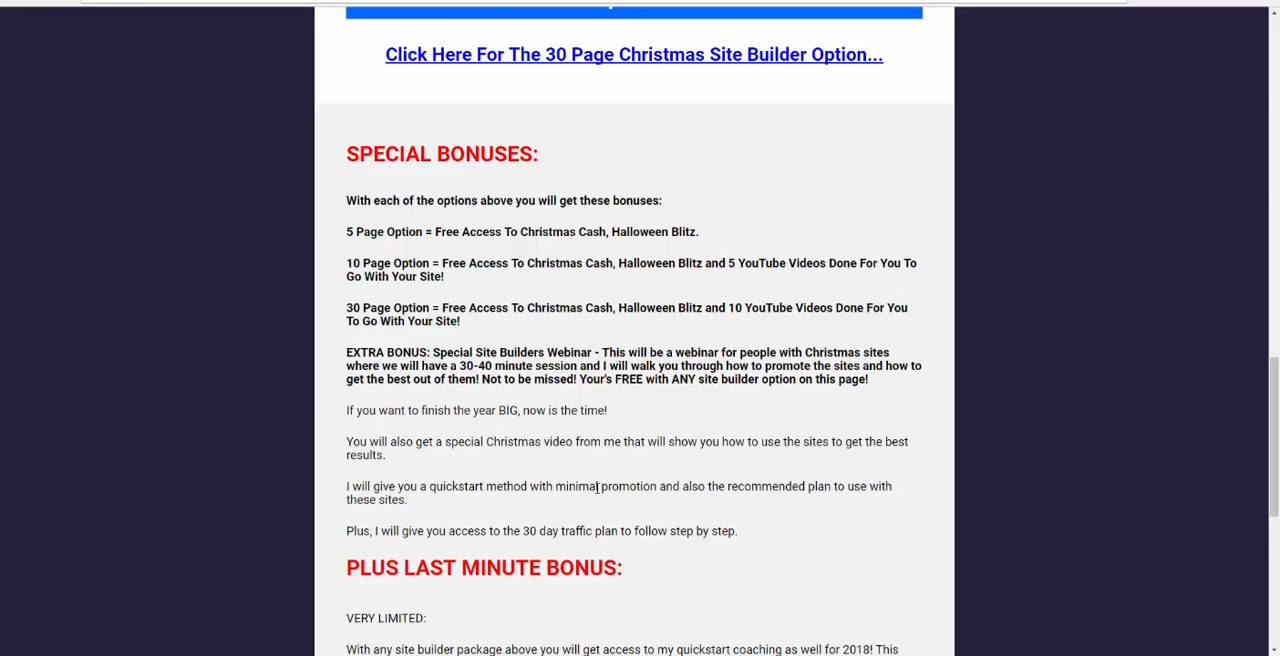 Click Here For The 30 Page Christmas Site Builder Option...
SPECIAL BONUSES:
With each of the options above you will get these bonuses:
5 Page Option = Free Access To Christmas Cash, Halloween Blitz.
10 Page Option = Free Access To Christmas Cash, Halloween Blitz and 5 YouTube Videos Done For You To
Go With Your Site!
30 Page Option = Free Access To Christmas Cash, Halloween Blitz and 10 YouTube Videos Done For You
To Go With Your Site!
EXTRA BONUS: Special Site Builders Webinar - This will be a webinar for people with Christmas sites
where we will have a 30-40 minute session and I will walk you through how to promote the sites and how to
get the best out of them! Not to be missed! Your's FREE with ANY site builder option on this page!
If you want to finish the year BIG, now is the time!
You will also get a special Christmas video from me that will show you how to use the sites to get the best
results.
I will give you a quickstart method with minimal promotion and also the recommended plan to use with
these sites.
Plus, I will give you access to the 30 day traffic plan to follow step by step.
PLUS LAST MINUTE BONUS:
VERY LIMITED:
With any site builder package above you will get access to my quickstart coaching as well for 2018! This